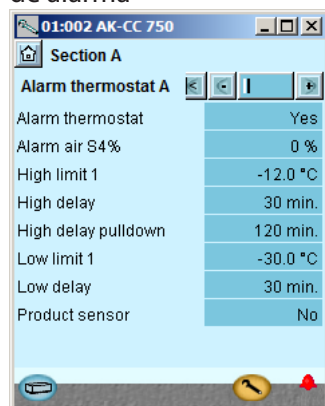 de alarma
01:002 AK-CC 750
Section A
Alarm thermostat A
Alarm thermostat Yes
Alarm air S4% 0 %
High limit 1 -12.0 °C
High delay 30 min.
High delay pulldown 120 min.
Low limit 1 -30.0 °C
Low delay 30 min.
Product sensor No